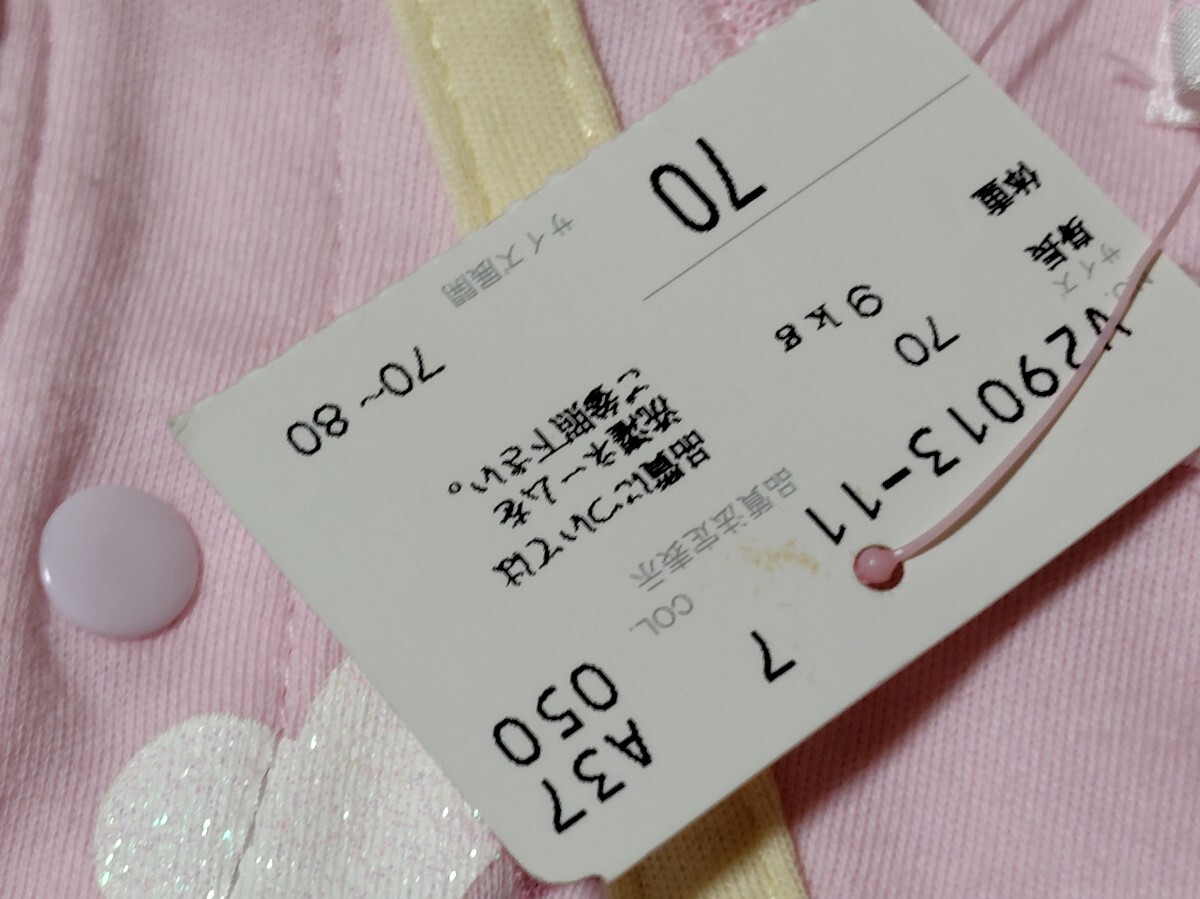 V29013-11
COL.
7
A37
050
サイズ
身長 70
体重 9kg
品質法定表示
品質については
洗濯ネームを
ご参照下さい。
サイズ展開
70~80
70